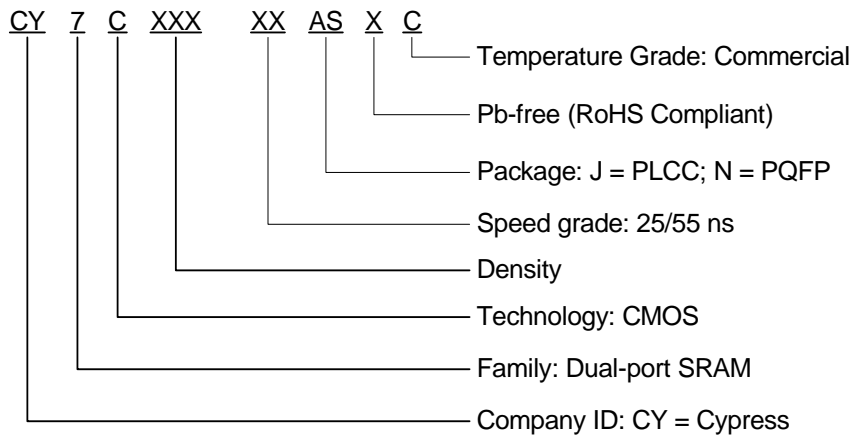 CY 7 C XXX XX AS X C
Temperature Grade: Commercial
Pb-free (RoHS Compliant)
Package: J = PLCC; N = PQFP
Speed grade: 25/55 ns
Density
Technology: CMOS
Family: Dual-port SRAM
Company ID: CY = Cypress